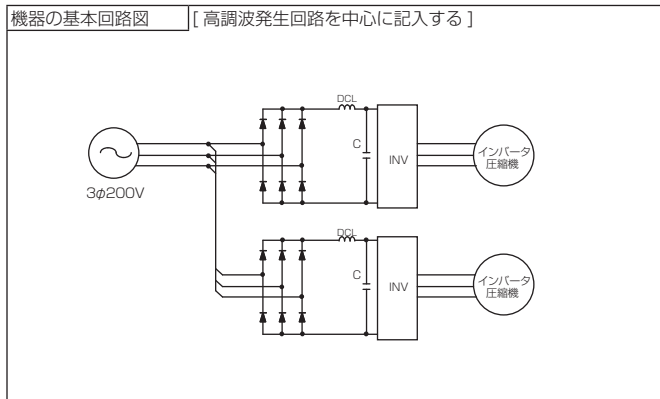 機器の基本回路図
[ 高調波発生回路を中心に記入する ]
DCL
C
INV
インバータ
圧縮機
3φ200V
DCL
C
INV
インバータ
圧縮機